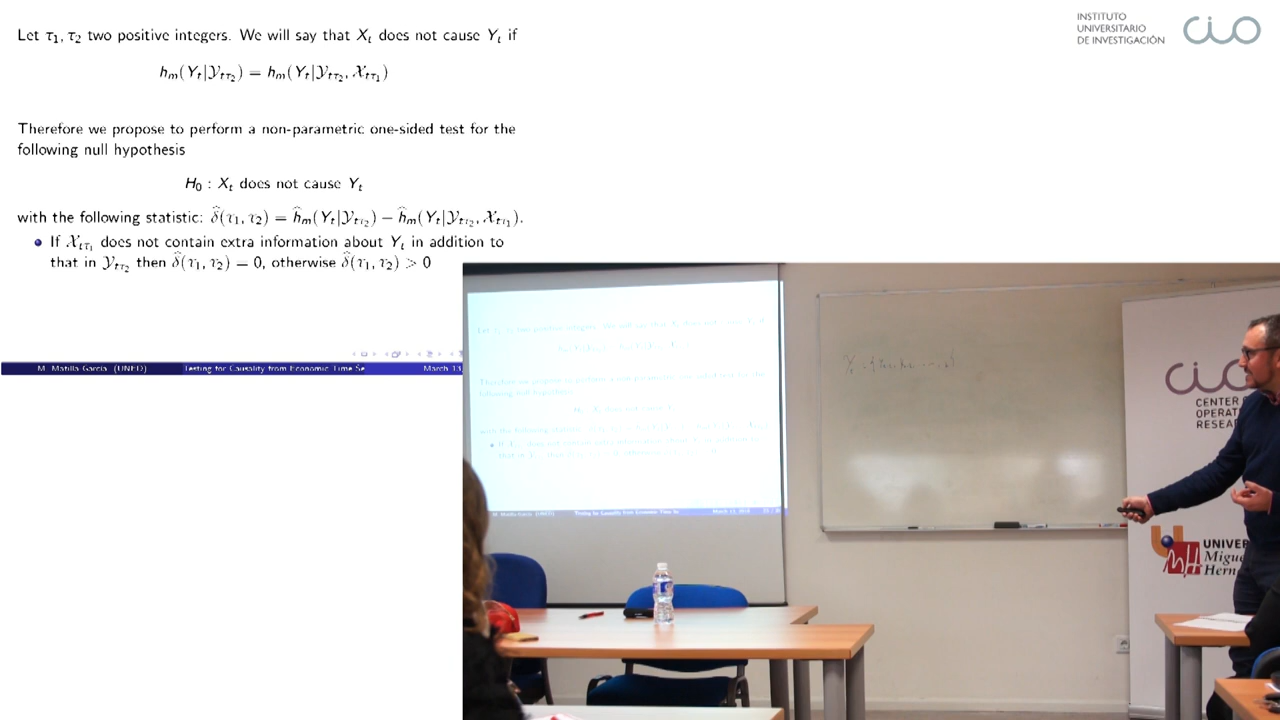 Let τ₁, τ₂ two positive integers. We will say that Xₜ does not cause Yₜ if
hₘ(Yₜ|𝒴ₜτ₂) = hₘ(Yₜ|𝒴ₜτ₂, 𝒳ₜτ₁)
Therefore we propose to perform a non-parametric one-sided test for the
following null hypothesis
H₀ : Xₜ does not cause Yₜ
with the following statistic: δ̂(τ₁, τ₂) = ĥₘ(Yₜ|𝒴ₜτ₂) − ĥₘ(Yₜ|𝒴ₜτ₂, 𝒳ₜτ₁).
• If 𝒳ₜτ₁ does not contain extra information about Yₜ in addition to
that in 𝒴ₜτ₂ then δ̂(τ₁, τ₂) = 0, otherwise δ̂(τ₁, τ₂) > 0
M. Matilla-García (UNED) Testing for Causality from Economic Time Se March 13
INSTITUTO
UNIVERSITARIO
DE INVESTIGACIÓN
cio
cio
CENTER
OPERAT
RESEA
UNIVER
Migue
Hern